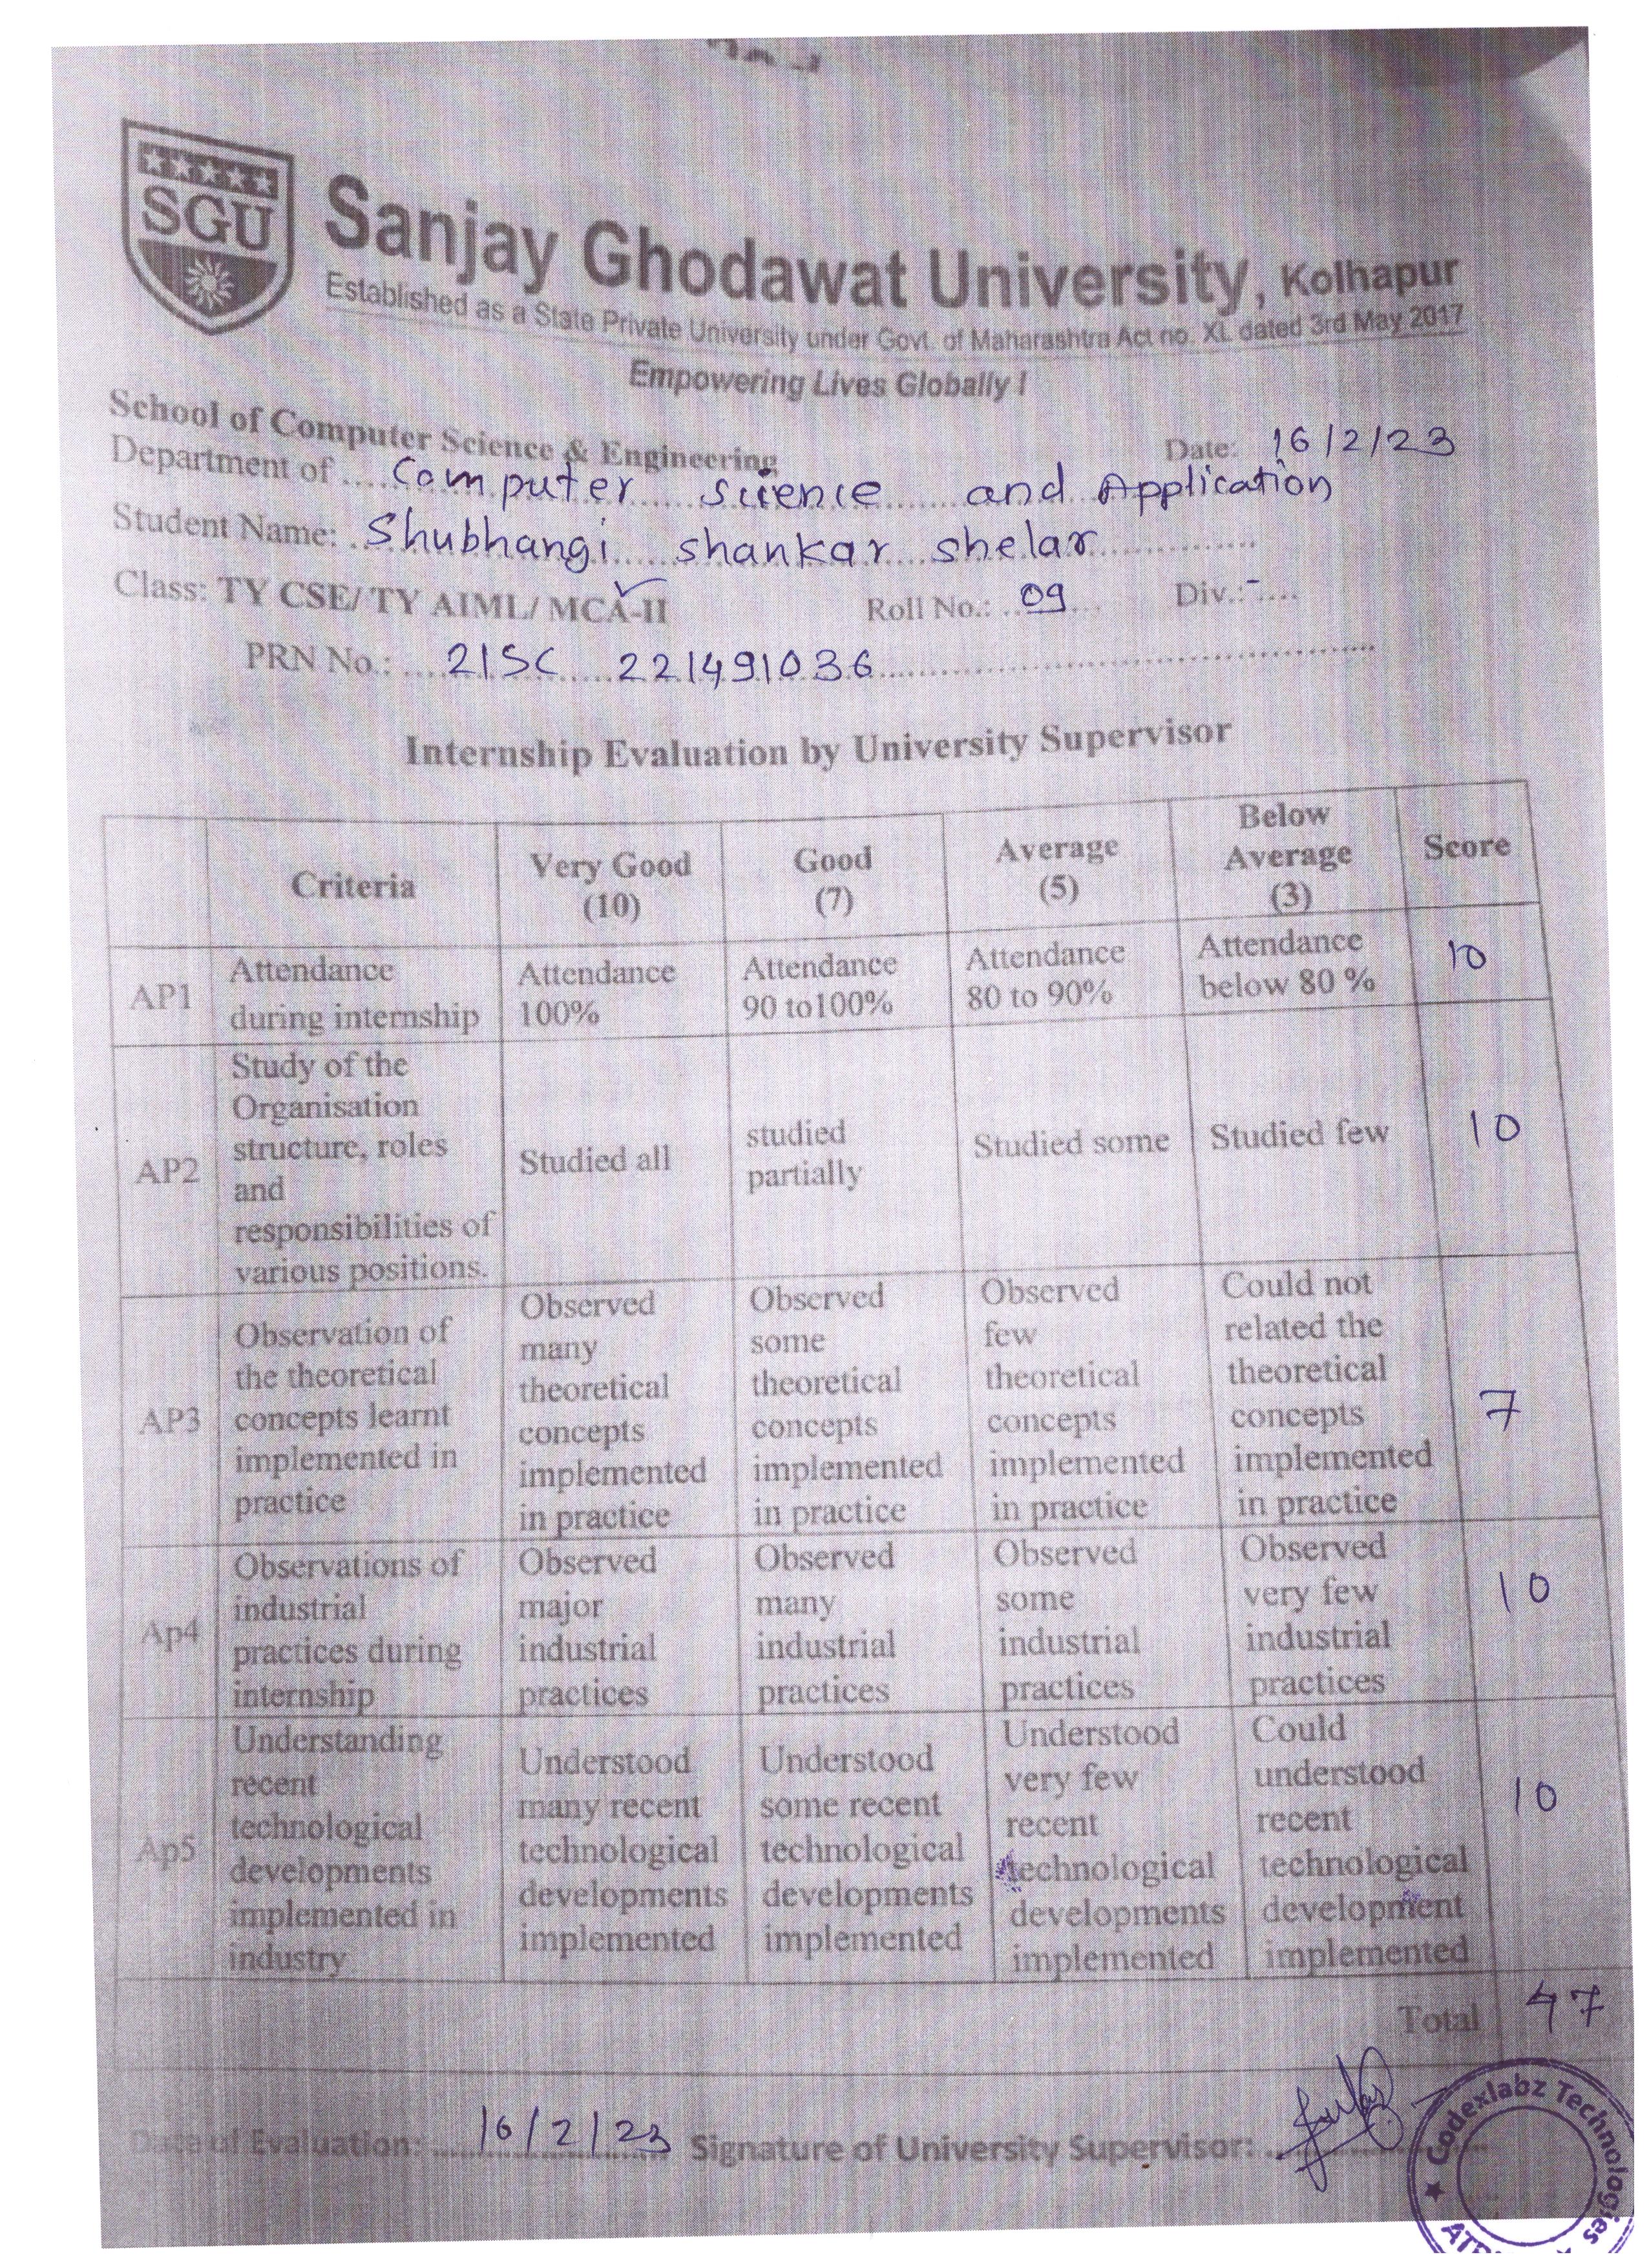 SGU
Sanjay Ghodawat University, Kolhapur
Established as a State Private University under Govt. of Maharashtra Act no. XL dated 3rd May 2017
Empowering Lives Globally !
School of Computer Science & Engineering
Date: 16/2/23
Department of .... Computer science and Application
Student Name: Shubhangi shankar shelar
Class: TY CSE/ TY AIML/ MCA-II Roll No.: 09 Div.: -
PRN No.: 21SC 221491036
Internship Evaluation by University Supervisor
Criteria
Very Good
(10)
Good
(7)
Average
(5)
Below
Average
(3)
Score
AP1
Attendance
during internship
Attendance
100%
Attendance
90 to100%
Attendance
80 to 90%
Attendance
below 80 %
10
AP2
Study of the
Organisation
structure, roles
and
responsibilities of
various positions.
Studied all
studied
partially
Studied some
Studied few
10
AP3
Observation of
the theoretical
concepts learnt
implemented in
practice
Observed
many
theoretical
concepts
implemented
in practice
Observed
some
theoretical
concepts
implemented
in practice
Observed
few
theoretical
concepts
implemented
in practice
Could not
related the
theoretical
concepts
implemented
in practice
7
Ap4
Observations of
industrial
practices during
internship
Observed
major
industrial
practices
Observed
many
industrial
practices
Observed
some
industrial
practices
Observed
very few
industrial
practices
10
Ap5
Understanding
recent
technological
developments
implemented in
industry
Understood
many recent
technological
developments
implemented
Understood
some recent
technological
developments
implemented
Understood
very few
recent
technological
developments
implemented
Could
understood
recent
technological
development
implemented
10
Total 47
Date of Evaluation: 16/2/23 Signature of University Supervisor:
Codexlabz Technologies